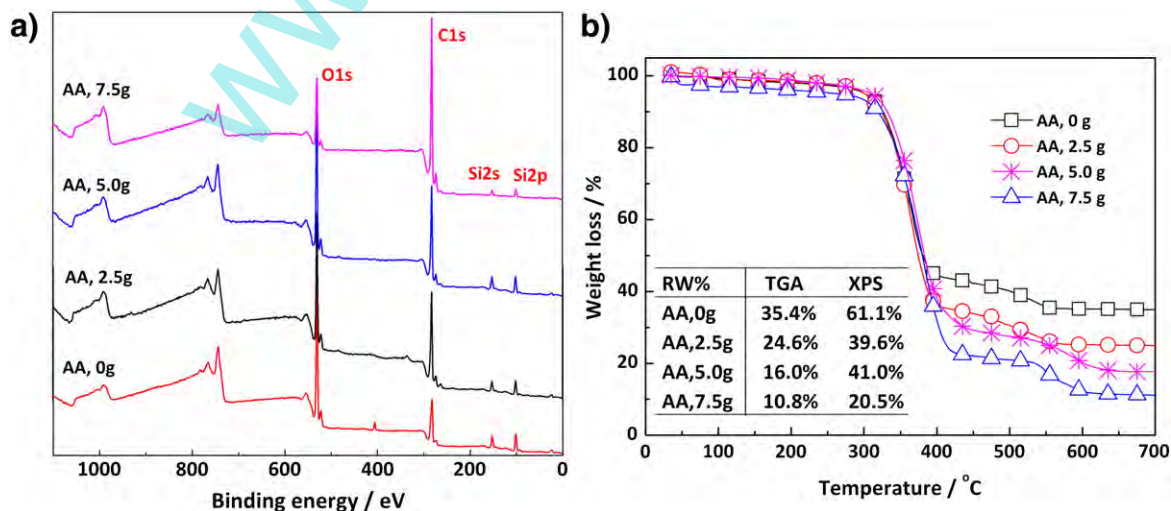 a)
C1s
O1s
AA, 7.5g
Si2s
Si2p
AA, 5.0g
AA, 2.5g
AA, 0g
1000 800 600 400 200 0
Binding energy / eV
b)
100
80
60
40
20
0
Weight loss / %
AA, 0 g
AA, 2.5 g
AA, 5.0 g
AA, 7.5 g
RW% TGA XPS
AA,0g 35.4% 61.1%
AA,2.5g 24.6% 39.6%
AA,5.0g 16.0% 41.0%
AA,7.5g 10.8% 20.5%
0 100 200 300 400 500 600 700
Temperature / °C